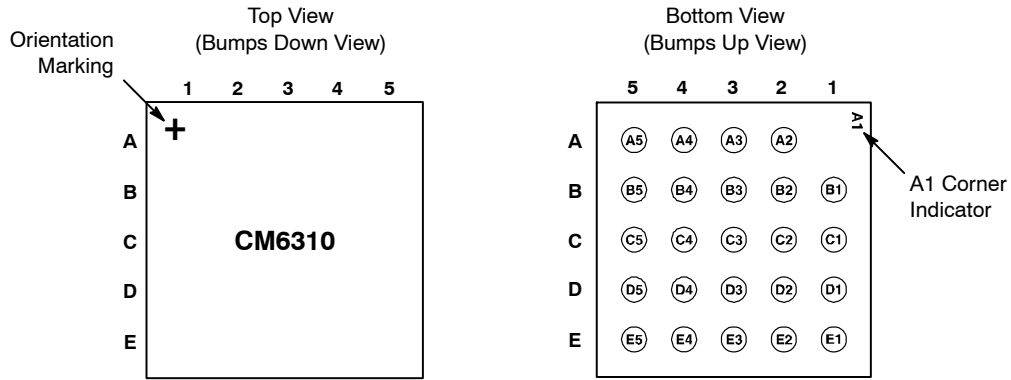 Top View
(Bumps Down View)
Orientation
Marking
1 2 3 4 5
+
A
B
C
D
E
CM6310
Bottom View
(Bumps Up View)
5 4 3 2 1
A1
A A5 A4 A3 A2
B B5 B4 B3 B2 B1
C C5 C4 C3 C2 C1
D D5 D4 D3 D2 D1
E E5 E4 E3 E2 E1
A1 Corner
Indicator